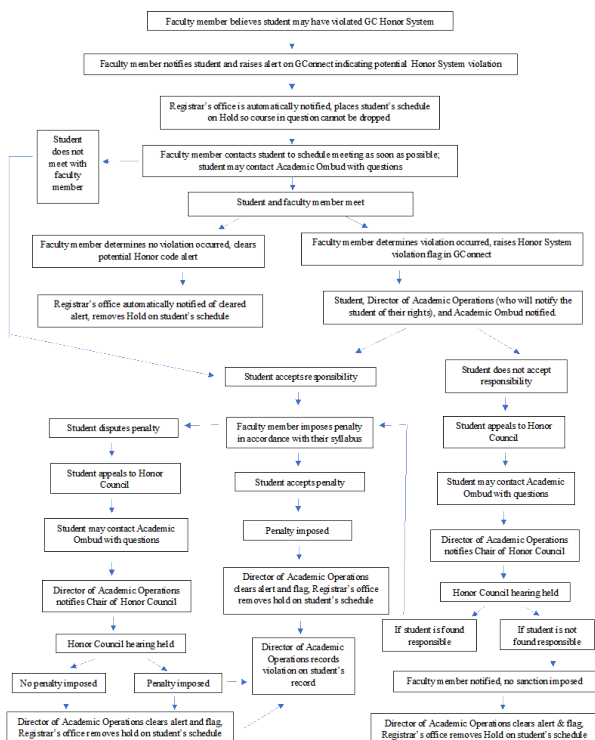 Faculty member believes student may have violated GC Honor System
Faculty member notifies student and raises alert on GConnect indicating potential Honor System violation
Registrar's office is automatically notified, places student's schedule
on Hold so course in question cannot be dropped
Student
does not
meet with
faculty
member
Faculty member contacts student to schedule meeting as soon as possible;
student may contact Academic Ombud with questions
Student and faculty member meet
Faculty member determines no violation occurred, clears
potential Honor code alert
Faculty member determines violation occurred, raises Honor System
violation flag in GConnect
Registrar's office automatically notified of cleared
alert, removes Hold on student's schedule
Student, Director of Academic Operations (who will notify the
student of their rights), and Academic Ombud notified.
Student accepts responsibility
Student does not accept
responsibility
Student disputes penalty
Faculty member imposes penalty
in accordance with their syllabus
Student appeals to Honor
Council
Student appeals to Honor
Council
Student accepts penalty
Student may contact Academic
Ombud with questions
Student may contact Academic
Ombud with questions
Penalty imposed
Director of Academic Operations
notifies Chair of Honor Council
Director of Academic Operations
notifies Chair of Honor Council
Director of Academic Operations
clears alert and flag, Registrar's office
removes hold on student's schedule
Honor Council hearing held
Honor Council hearing held
Director of Academic
Operations records
violation on student's
record
If student is found
responsible
If student is not
found responsible
No penalty imposed
Penalty imposed
Faculty member notified, no sanction imposed
Director of Academic Operations clears alert and flag,
Registrar's office removes hold on student's schedule
Director of Academic Operations clears alert & flag,
Registrar's office removes Hold on student's schedule